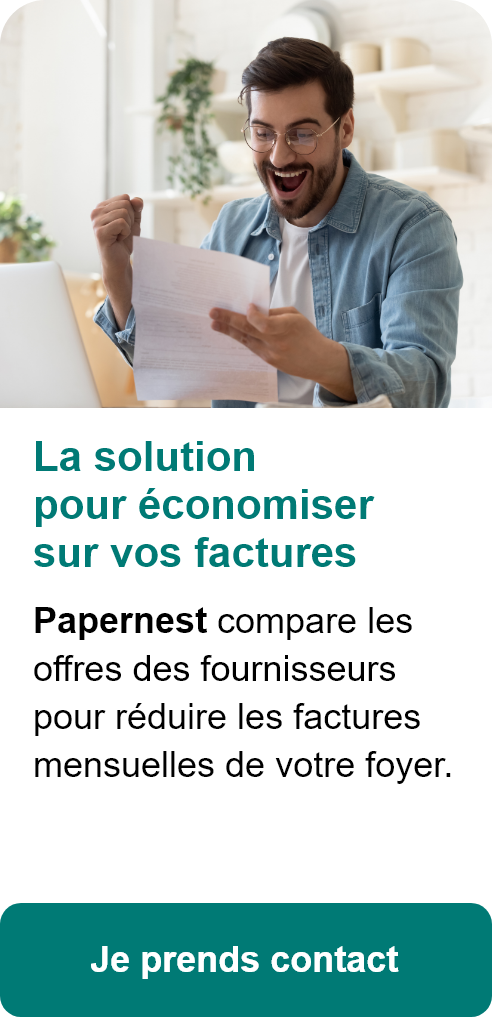 La solution
pour économiser
sur vos factures
Papernest compare les
offres des fournisseurs
pour réduire les factures
mensuelles de votre foyer.
Je prends contact